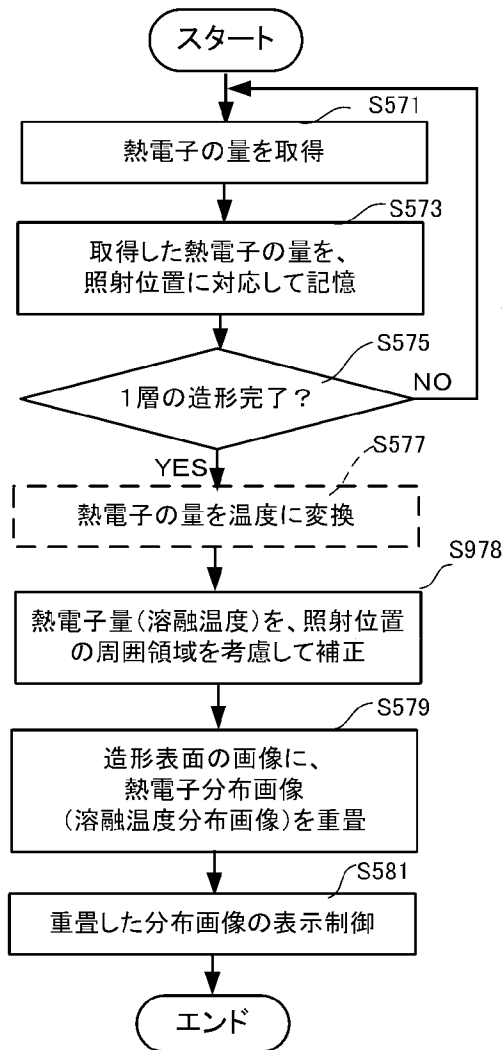 スタート
S571
熱電子の量を取得
S573
取得した熱電子の量を、
照射位置に対応して記憶
S575
1層の造形完了？
NO
YES
S577
熱電子の量を温度に変換
S978
熱電子量(溶融温度)を、照射位置
の周囲領域を考慮して補正
S579
造形表面の画像に、
熱電子分布画像
(溶融温度分布画像)を重畳
S581
重畳した分布画像の表示制御
エンド